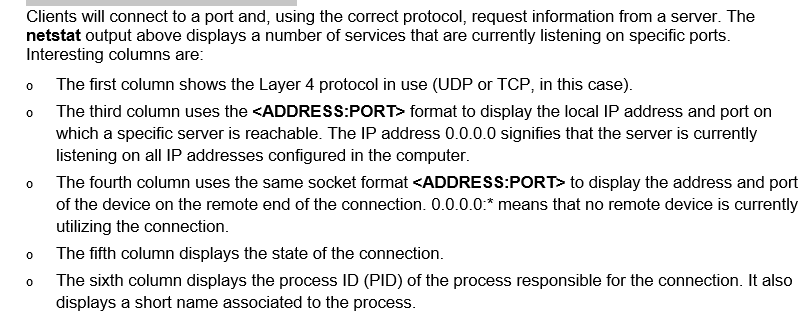 Clients will connect to a port and, using the correct protocol, request information from a server. The
netstat output above displays a number of services that are currently listening on specific ports.
Interesting columns are:
o The first column shows the Layer 4 protocol in use (UDP or TCP, in this case).
o The third column uses the <ADDRESS:PORT> format to display the local IP address and port on
which a specific server is reachable. The IP address 0.0.0.0 signifies that the server is currently
listening on all IP addresses configured in the computer.
o The fourth column uses the same socket format <ADDRESS:PORT> to display the address and port
of the device on the remote end of the connection. 0.0.0.0:* means that no remote device is currently
utilizing the connection.
o The fifth column displays the state of the connection.
o The sixth column displays the process ID (PID) of the process responsible for the connection. It also
displays a short name associated to the process.